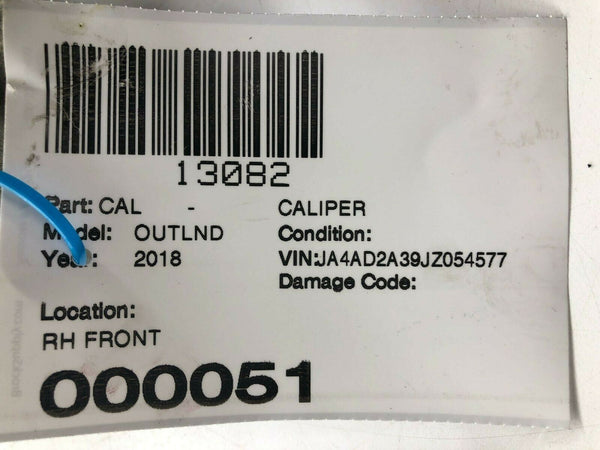 13082
Part: CAL - CALIPER
Model: OUTLND Condition:
Year: 2018 VIN:JA4AD2A39JZ054577
Damage Code:
Location:
RH FRONT
000051